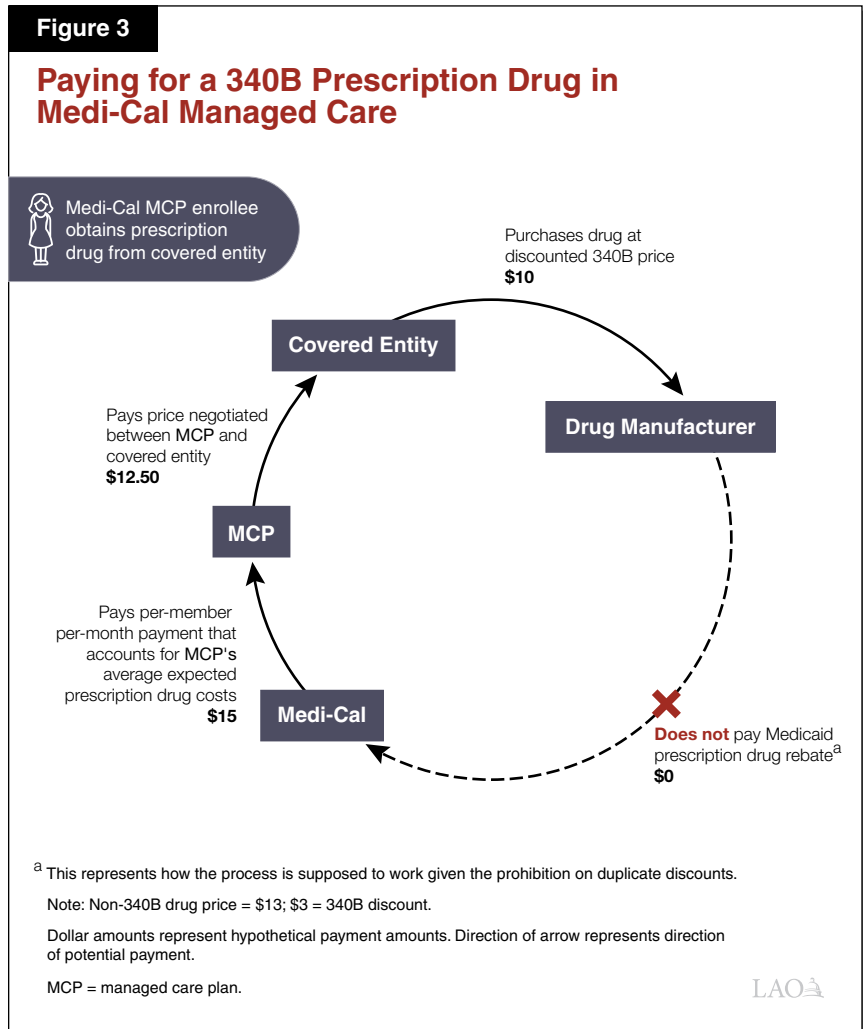 Figure 3
Paying for a 340B Prescription Drug in
Medi-Cal Managed Care
Medi-Cal MCP enrollee
obtains prescription
drug from covered entity
Purchases drug at
discounted 340B price
$10
Covered Entity
Drug Manufacturer
Pays price negotiated
between MCP and
covered entity
$12.50
MCP
Pays per-member
per-month payment that
accounts for MCP's
average expected
prescription drug costs
$15
Medi-Cal
Does not pay Medicaid
prescription drug rebateᵃ
$0
ᵃ This represents how the process is supposed to work given the prohibition on duplicate discounts.
Note: Non-340B drug price = $13; $3 = 340B discount.
Dollar amounts represent hypothetical payment amounts. Direction of arrow represents direction
of potential payment.
MCP = managed care plan.
LAO